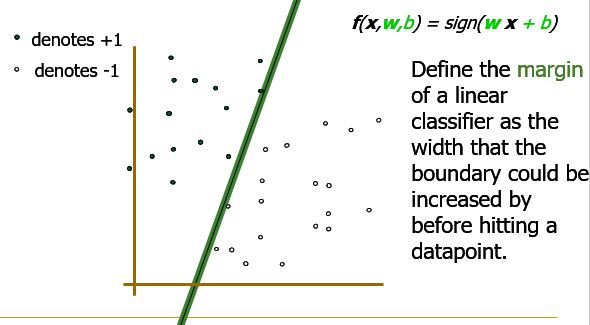 f(x,w,b) = sign(w x + b)
denotes +1
denotes -1
Define the margin
of a linear
classifier as the
width that the
boundary could be
increased by
before hitting a
datapoint.